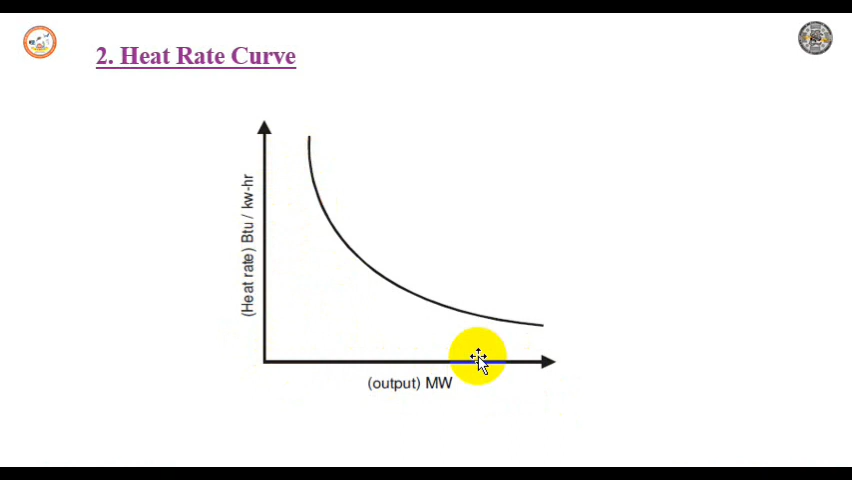 2. Heat Rate Curve
(Heat rate) Btu / kw-hr
(output) MW